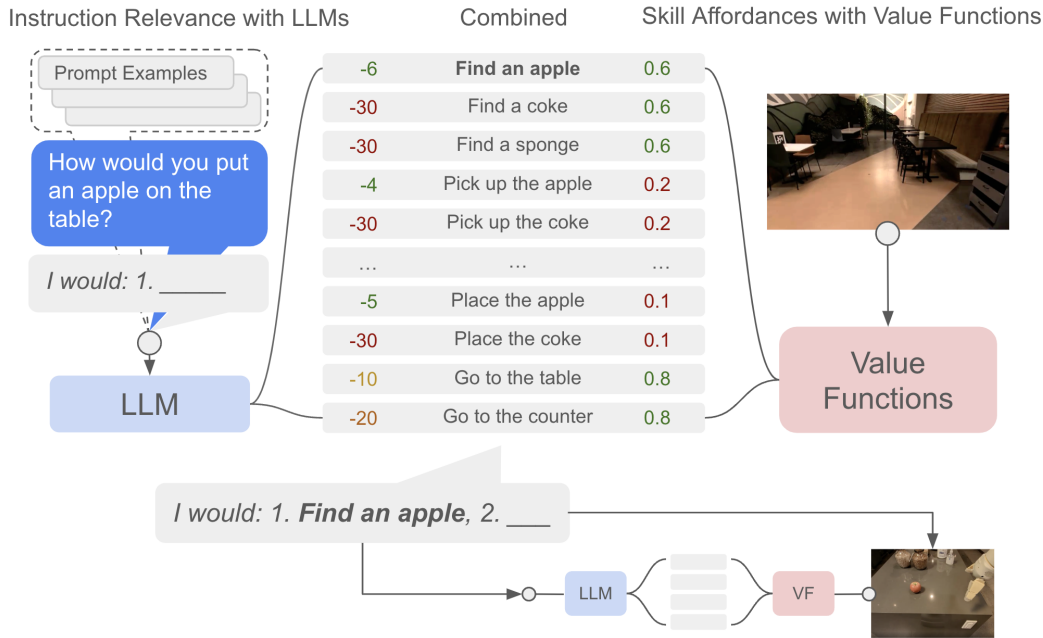 Instruction Relevance with LLMs
Combined
Skill Affordances with Value Functions
Prompt Examples
How would you put
an apple on the
table?
I would: 1. _____
LLM
-6 Find an apple 0.6
-30 Find a coke 0.6
-30 Find a sponge 0.6
-4 Pick up the apple 0.2
-30 Pick up the coke 0.2
... ... ...
-5 Place the apple 0.1
-30 Place the coke 0.1
-10 Go to the table 0.8
-20 Go to the counter 0.8
Value
Functions
I would: 1. Find an apple, 2. ___
LLM
VF